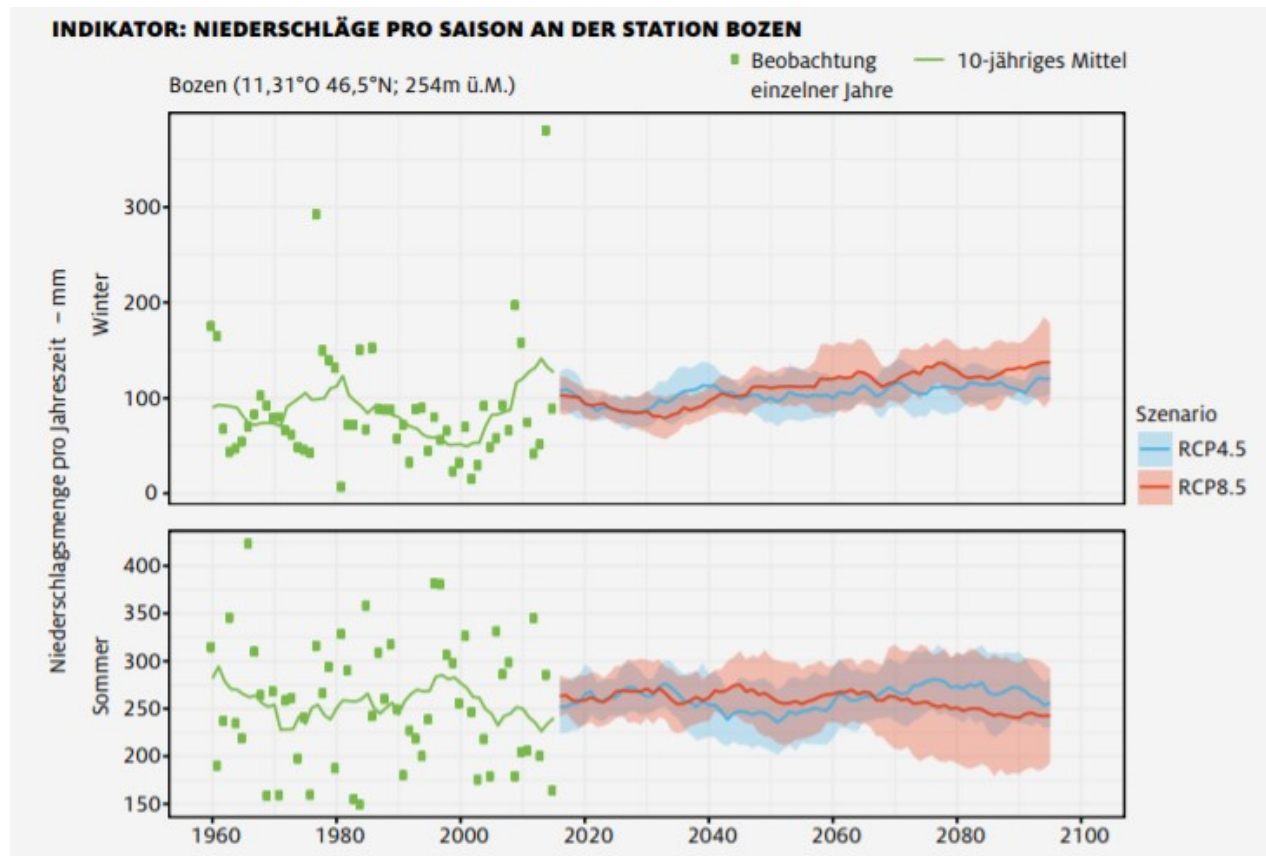 INDIKATOR: NIEDERSCHLÄGE PRO SAISON AN DER STATION BOZEN
Beobachtung
einzelner Jahre
10-jähriges Mittel
Bozen (11,31°O 46,5°N; 254m ü.M.)
Niederschlagsmenge pro Jahreszeit – mm
Winter
300
200
100
0
Sommer
400
350
300
250
200
150
1960 1980 2000 2020 2040 2060 2080 2100
Szenario
RCP4.5
RCP8.5